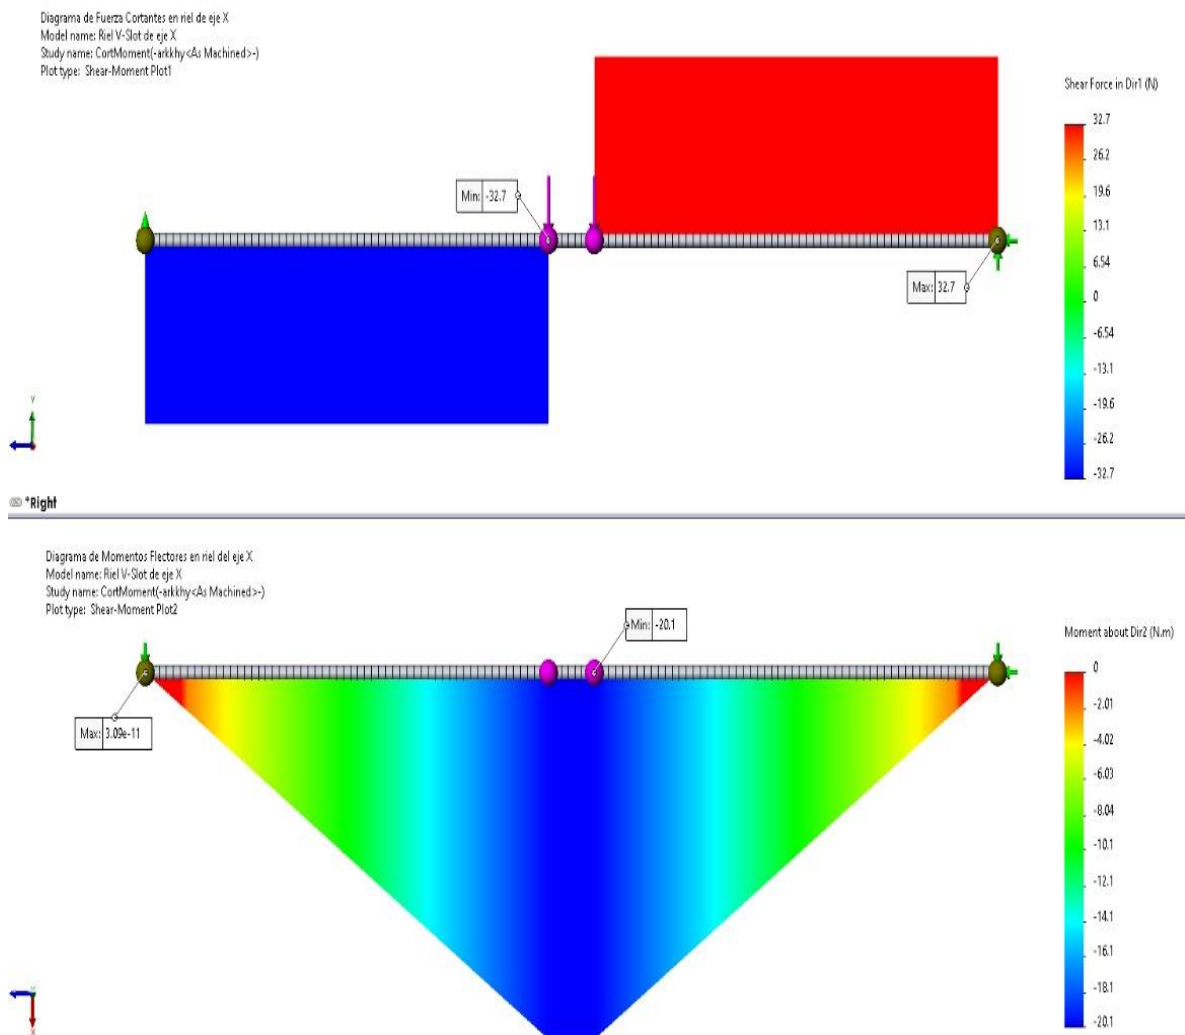 Diagrama de Fuerza Cortantes en riel de eje X
Model name: Riel V-Slot de eje X
Study name: CortMoment(-arkkhy<As Machined>-)
Plot type: Shear-Moment Plot1
Shear Force in Dir1 (N)
32.7
26.2
19.6
13.1
6.54
0
-6.54
-13.1
-19.6
-26.2
-32.7
Min: -32.7
Max: 32.7
Y
*Right
Diagrama de Momentos Flectores en riel del eje X
Model name: Riel V-Slot de eje X
Study name: CortMoment(-arkkhy<As Machined>-)
Plot type: Shear-Moment Plot2
Min: -20.1
Moment about Dir2 (N.m)
0
-2.01
-4.02
-6.03
-8.04
-10.1
-12.1
-14.1
-16.1
-18.1
-20.1
Max: 3.09e-11
X